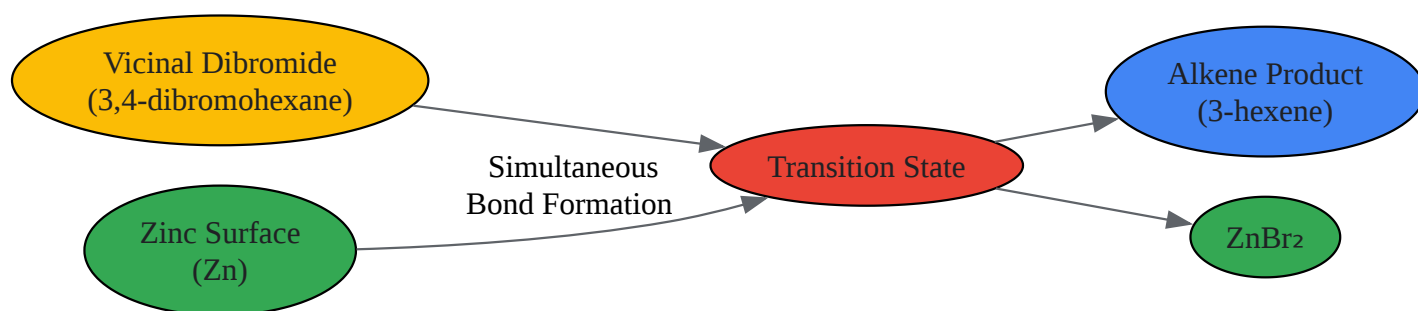 Vicinal Dibromide
(3,4-dibromohexane)
Zinc Surface
(Zn)
Simultaneous
Bond Formation
Transition State
Alkene Product
(3-hexene)
ZnBr₂